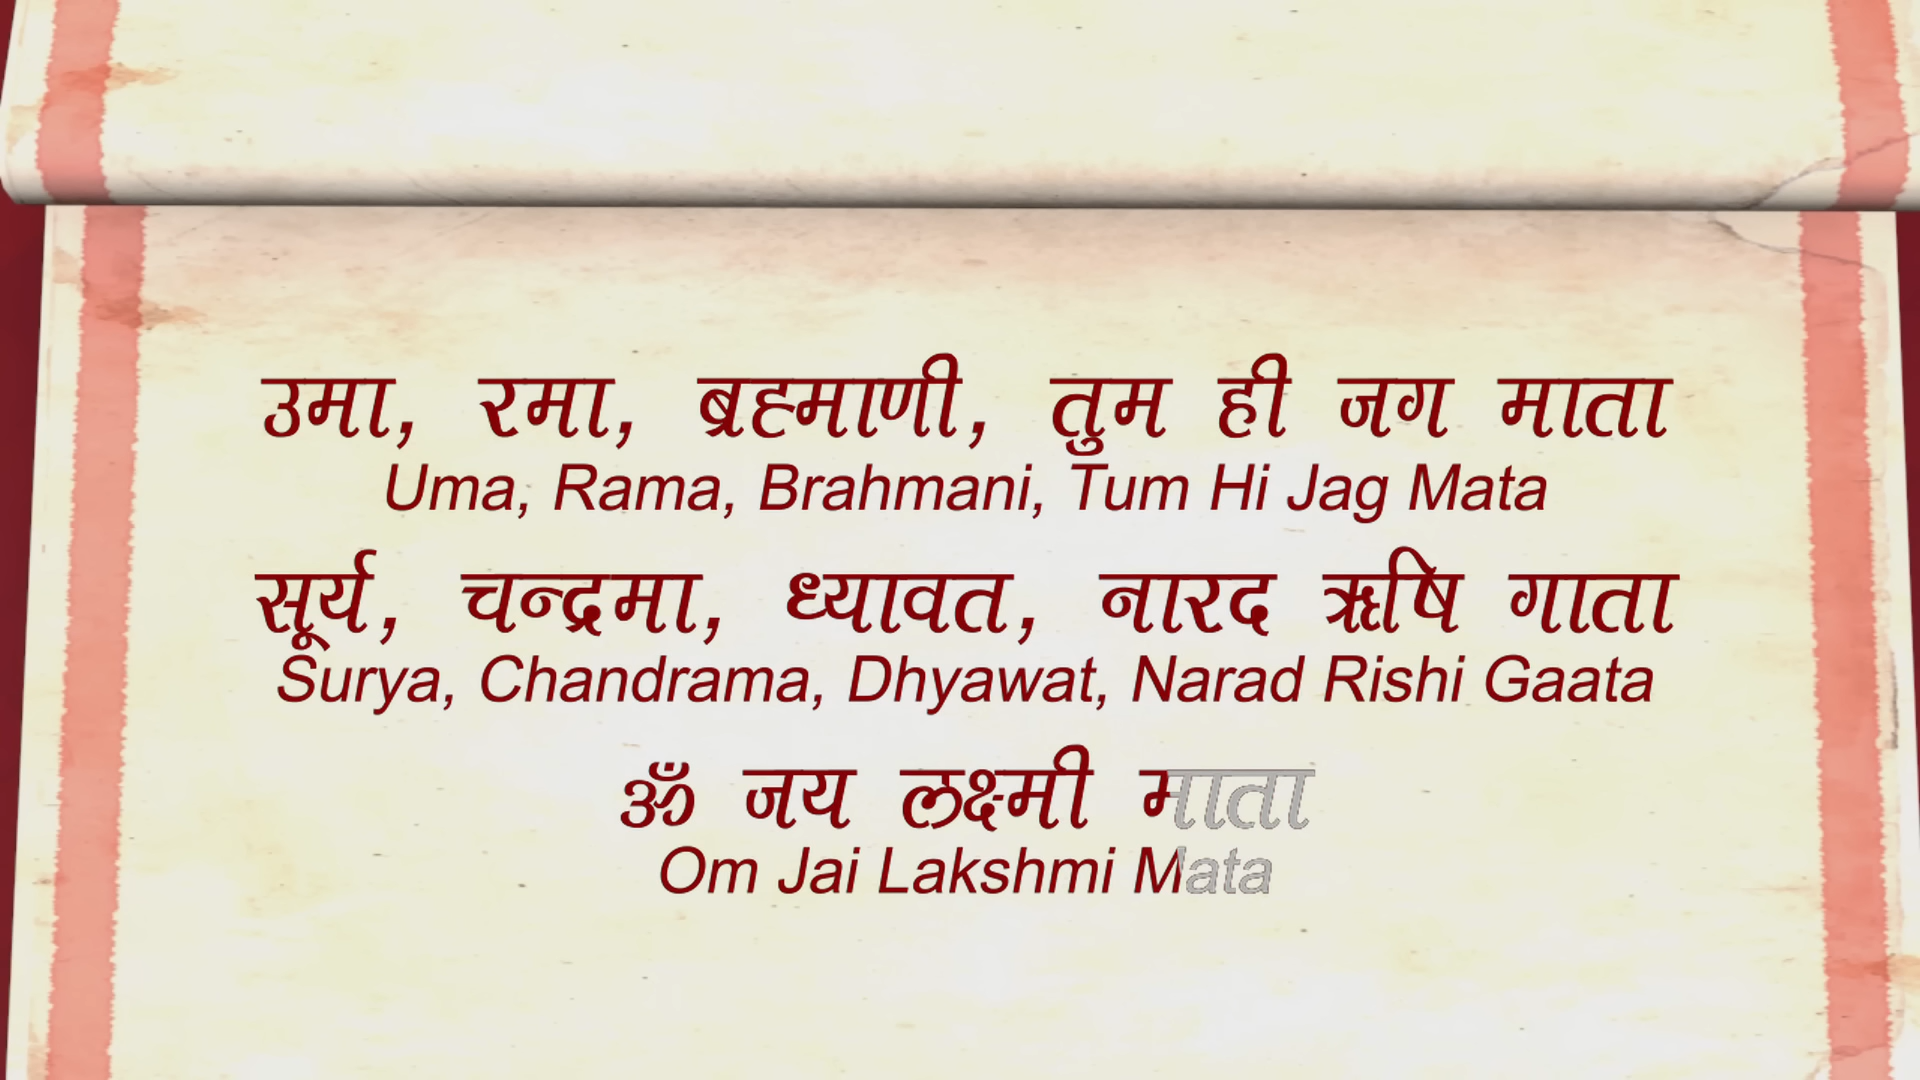 उमा, रमा, ब्रह्माणी, तुम ही जग माता
Uma, Rama, Brahmani, Tum Hi Jag Mata
सूर्य, चन्द्रमा, ध्यावत, नारद ऋषि गाता
Surya, Chandrama, Dhyawat, Narad Rishi Gaata
ॐ जय लक्ष्मी माता
Om Jai Lakshmi Mata